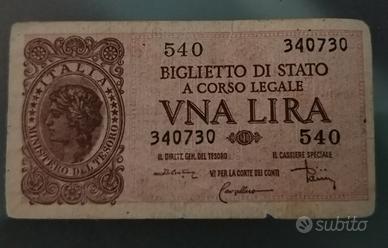 540 340730
BIGLIETTO DI STATO
A CORSO LEGALE
VNA LIRA
340730 540
ITALIA
MINISTERO DEL TESORO
IL DIRETT. GEN. DEL TESORO IL CASSIERE SPECIALE
VI PER LA CORTE DEI CONTI
Cavallaro
subito